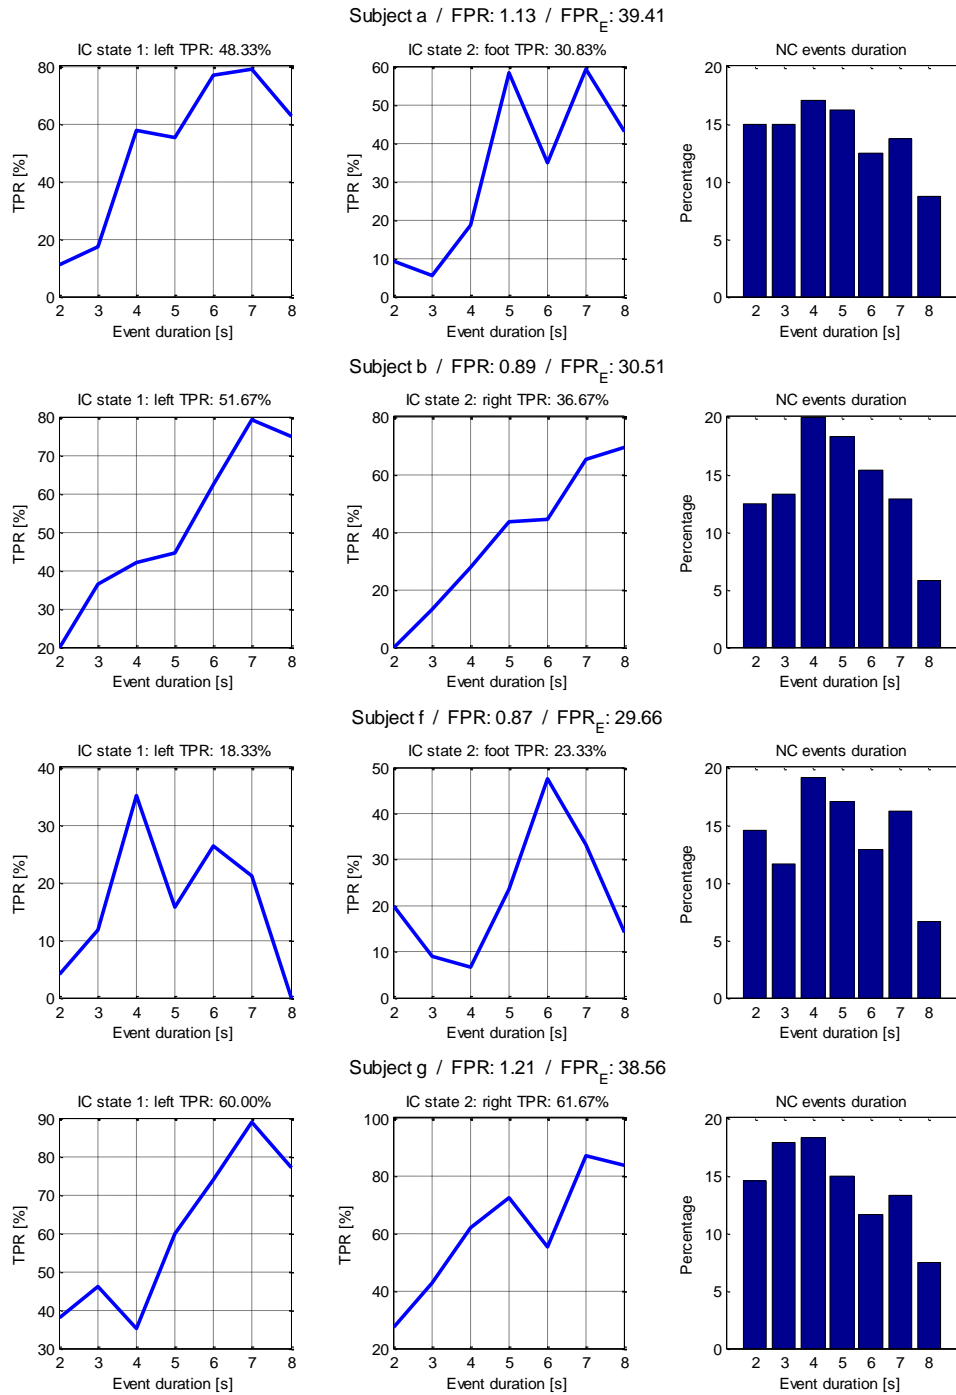 Subject a / FPR: 1.13 / FPR_E: 39.41
IC state 1: left TPR: 48.33%
IC state 2: foot TPR: 30.83%
NC events duration
TPR [%]
80
60
40
20
0
2 3 4 5 6 7 8
Event duration [s]
TPR [%]
60
50
40
30
20
10
0
2 3 4 5 6 7 8
Event duration [s]
Percentage
20
15
10
5
0
2 3 4 5 6 7 8
Event duration [s]
Subject b / FPR: 0.89 / FPR_E: 30.51
IC state 1: left TPR: 51.67%
IC state 2: right TPR: 36.67%
NC events duration
TPR [%]
80
70
60
50
40
30
20
2 3 4 5 6 7 8
Event duration [s]
TPR [%]
80
60
40
20
0
2 3 4 5 6 7 8
Event duration [s]
Percentage
20
15
10
5
0
2 3 4 5 6 7 8
Event duration [s]
Subject f / FPR: 0.87 / FPR_E: 29.66
IC state 1: left TPR: 18.33%
IC state 2: foot TPR: 23.33%
NC events duration
TPR [%]
40
30
20
10
0
2 3 4 5 6 7 8
Event duration [s]
TPR [%]
50
40
30
20
10
0
2 3 4 5 6 7 8
Event duration [s]
Percentage
20
15
10
5
0
2 3 4 5 6 7 8
Event duration [s]
Subject g / FPR: 1.21 / FPR_E: 38.56
IC state 1: left TPR: 60.00%
IC state 2: right TPR: 61.67%
NC events duration
TPR [%]
90
80
70
60
50
40
30
2 3 4 5 6 7 8
Event duration [s]
TPR [%]
100
80
60
40
20
2 3 4 5 6 7 8
Event duration [s]
Percentage
20
15
10
5
0
2 3 4 5 6 7 8
Event duration [s]